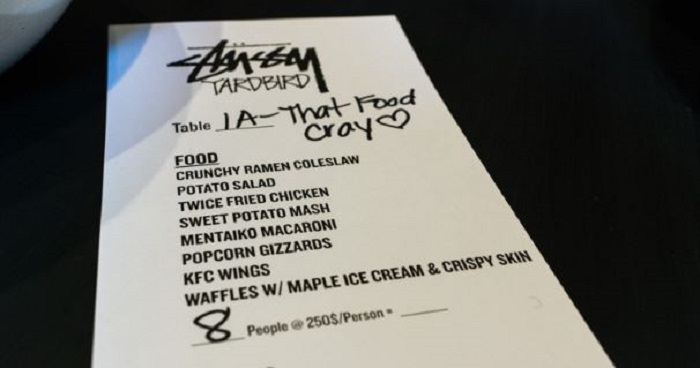 STÜSSY
YARDBIRD
Table 1A-That Food
Cray♡
FOOD
CRUNCHY RAMEN COLESLAW
POTATO SALAD
TWICE FRIED CHICKEN
SWEET POTATO MASH
MENTAIKO MACARONI
POPCORN GIZZARDS
KFC WINGS
WAFFLES W/ MAPLE ICE CREAM & CRISPY SKIN
8 People @ 250$/Person = ____